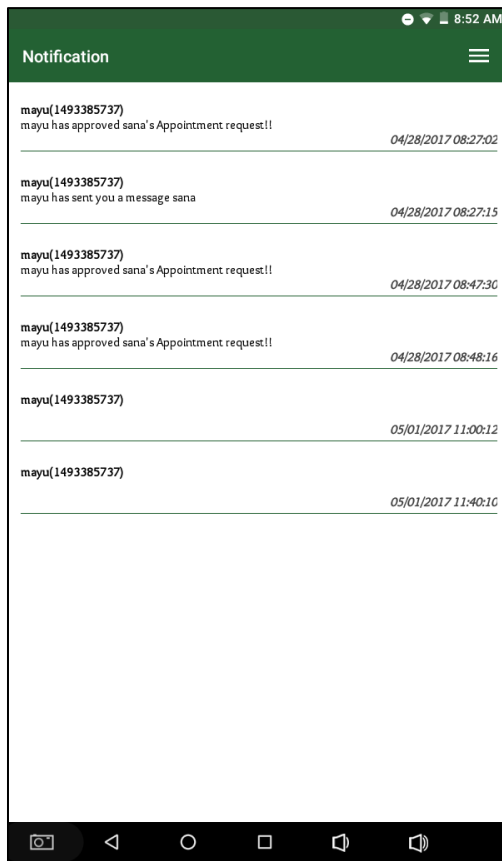 8:52 AM
Notification
mayu(1493385737)
mayu has approved sana's Appointment request!!
04/28/2017 08:27:02
mayu(1493385737)
mayu has sent you a message sana
04/28/2017 08:27:15
mayu(1493385737)
mayu has approved sana's Appointment request!!
04/28/2017 08:47:30
mayu(1493385737)
mayu has approved sana's Appointment request!!
04/28/2017 08:48:16
mayu(1493385737)
05/01/2017 11:00:12
mayu(1493385737)
05/01/2017 11:40:10